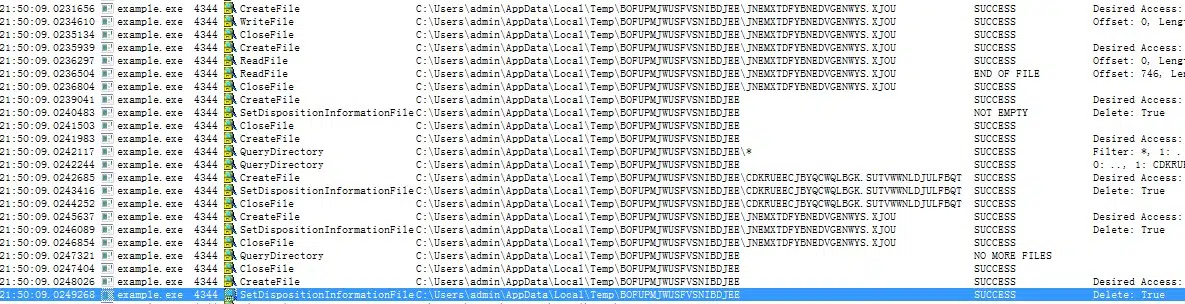 21:50:09.0231656 example.exe 4344 CreateFile C:\Users\admin\AppData\Local\Temp\BOFUPMJWUSFVSNIBDJEE\JNEMXTDFYBNEDVGENWYS.XJOU SUCCESS Desired Access:
21:50:09.0234610 example.exe 4344 WriteFile C:\Users\admin\AppData\Local\Temp\BOFUPMJWUSFVSNIBDJEE\JNEMXTDFYBNEDVGENWYS.XJOU SUCCESS Offset: 0, Leng
21:50:09.0235134 example.exe 4344 CloseFile C:\Users\admin\AppData\Local\Temp\BOFUPMJWUSFVSNIBDJEE\JNEMXTDFYBNEDVGENWYS.XJOU SUCCESS
21:50:09.0235939 example.exe 4344 CreateFile C:\Users\admin\AppData\Local\Temp\BOFUPMJWUSFVSNIBDJEE\JNEMXTDFYBNEDVGENWYS.XJOU SUCCESS Desired Access:
21:50:09.0236297 example.exe 4344 ReadFile C:\Users\admin\AppData\Local\Temp\BOFUPMJWUSFVSNIBDJEE\JNEMXTDFYBNEDVGENWYS.XJOU SUCCESS Offset: 0, Leng
21:50:09.0236504 example.exe 4344 ReadFile C:\Users\admin\AppData\Local\Temp\BOFUPMJWUSFVSNIBDJEE\JNEMXTDFYBNEDVGENWYS.XJOU END OF FILE Offset: 746, Le
21:50:09.0236804 example.exe 4344 CloseFile C:\Users\admin\AppData\Local\Temp\BOFUPMJWUSFVSNIBDJEE\JNEMXTDFYBNEDVGENWYS.XJOU SUCCESS
21:50:09.0239041 example.exe 4344 CreateFile C:\Users\admin\AppData\Local\Temp\BOFUPMJWUSFVSNIBDJEE SUCCESS Desired Access:
21:50:09.0240483 example.exe 4344 SetDispositionInformationFile C:\Users\admin\AppData\Local\Temp\BOFUPMJWUSFVSNIBDJEE NOT EMPTY Delete: True
21:50:09.0241503 example.exe 4344 CloseFile C:\Users\admin\AppData\Local\Temp\BOFUPMJWUSFVSNIBDJEE SUCCESS
21:50:09.0241983 example.exe 4344 CreateFile C:\Users\admin\AppData\Local\Temp\BOFUPMJWUSFVSNIBDJEE SUCCESS Desired Access:
21:50:09.0242117 example.exe 4344 QueryDirectory C:\Users\admin\AppData\Local\Temp\BOFUPMJWUSFVSNIBDJEE\* SUCCESS Filter: *, 1: .
21:50:09.0242244 example.exe 4344 QueryDirectory C:\Users\admin\AppData\Local\Temp\BOFUPMJWUSFVSNIBDJEE SUCCESS 0: .., 1: CDKRUE
21:50:09.0242685 example.exe 4344 CreateFile C:\Users\admin\AppData\Local\Temp\BOFUPMJWUSFVSNIBDJEE\CDKRUEECJBYQCWQLBGK.SUTVWWNLDJULFBQT SUCCESS Desired Access:
21:50:09.0243416 example.exe 4344 SetDispositionInformationFile C:\Users\admin\AppData\Local\Temp\BOFUPMJWUSFVSNIBDJEE\CDKRUEECJBYQCWQLBGK.SUTVWWNLDJULFBQT SUCCESS Delete: True
21:50:09.0244252 example.exe 4344 CloseFile C:\Users\admin\AppData\Local\Temp\BOFUPMJWUSFVSNIBDJEE\CDKRUEECJBYQCWQLBGK.SUTVWWNLDJULFBQT SUCCESS
21:50:09.0245637 example.exe 4344 CreateFile C:\Users\admin\AppData\Local\Temp\BOFUPMJWUSFVSNIBDJEE\JNEMXTDFYBNEDVGENWYS.XJOU SUCCESS Desired Access:
21:50:09.0246089 example.exe 4344 SetDispositionInformationFile C:\Users\admin\AppData\Local\Temp\BOFUPMJWUSFVSNIBDJEE\JNEMXTDFYBNEDVGENWYS.XJOU SUCCESS Delete: True
21:50:09.0246854 example.exe 4344 CloseFile C:\Users\admin\AppData\Local\Temp\BOFUPMJWUSFVSNIBDJEE\JNEMXTDFYBNEDVGENWYS.XJOU SUCCESS
21:50:09.0247321 example.exe 4344 QueryDirectory C:\Users\admin\AppData\Local\Temp\BOFUPMJWUSFVSNIBDJEE NO MORE FILES
21:50:09.0247404 example.exe 4344 CloseFile C:\Users\admin\AppData\Local\Temp\BOFUPMJWUSFVSNIBDJEE SUCCESS
21:50:09.0248026 example.exe 4344 CreateFile C:\Users\admin\AppData\Local\Temp\BOFUPMJWUSFVSNIBDJEE SUCCESS Desired Access:
21:50:09.0249268 example.exe 4344 SetDispositionInformationFile C:\Users\admin\AppData\Local\Temp\BOFUPMJWUSFVSNIBDJEE SUCCESS Delete: True